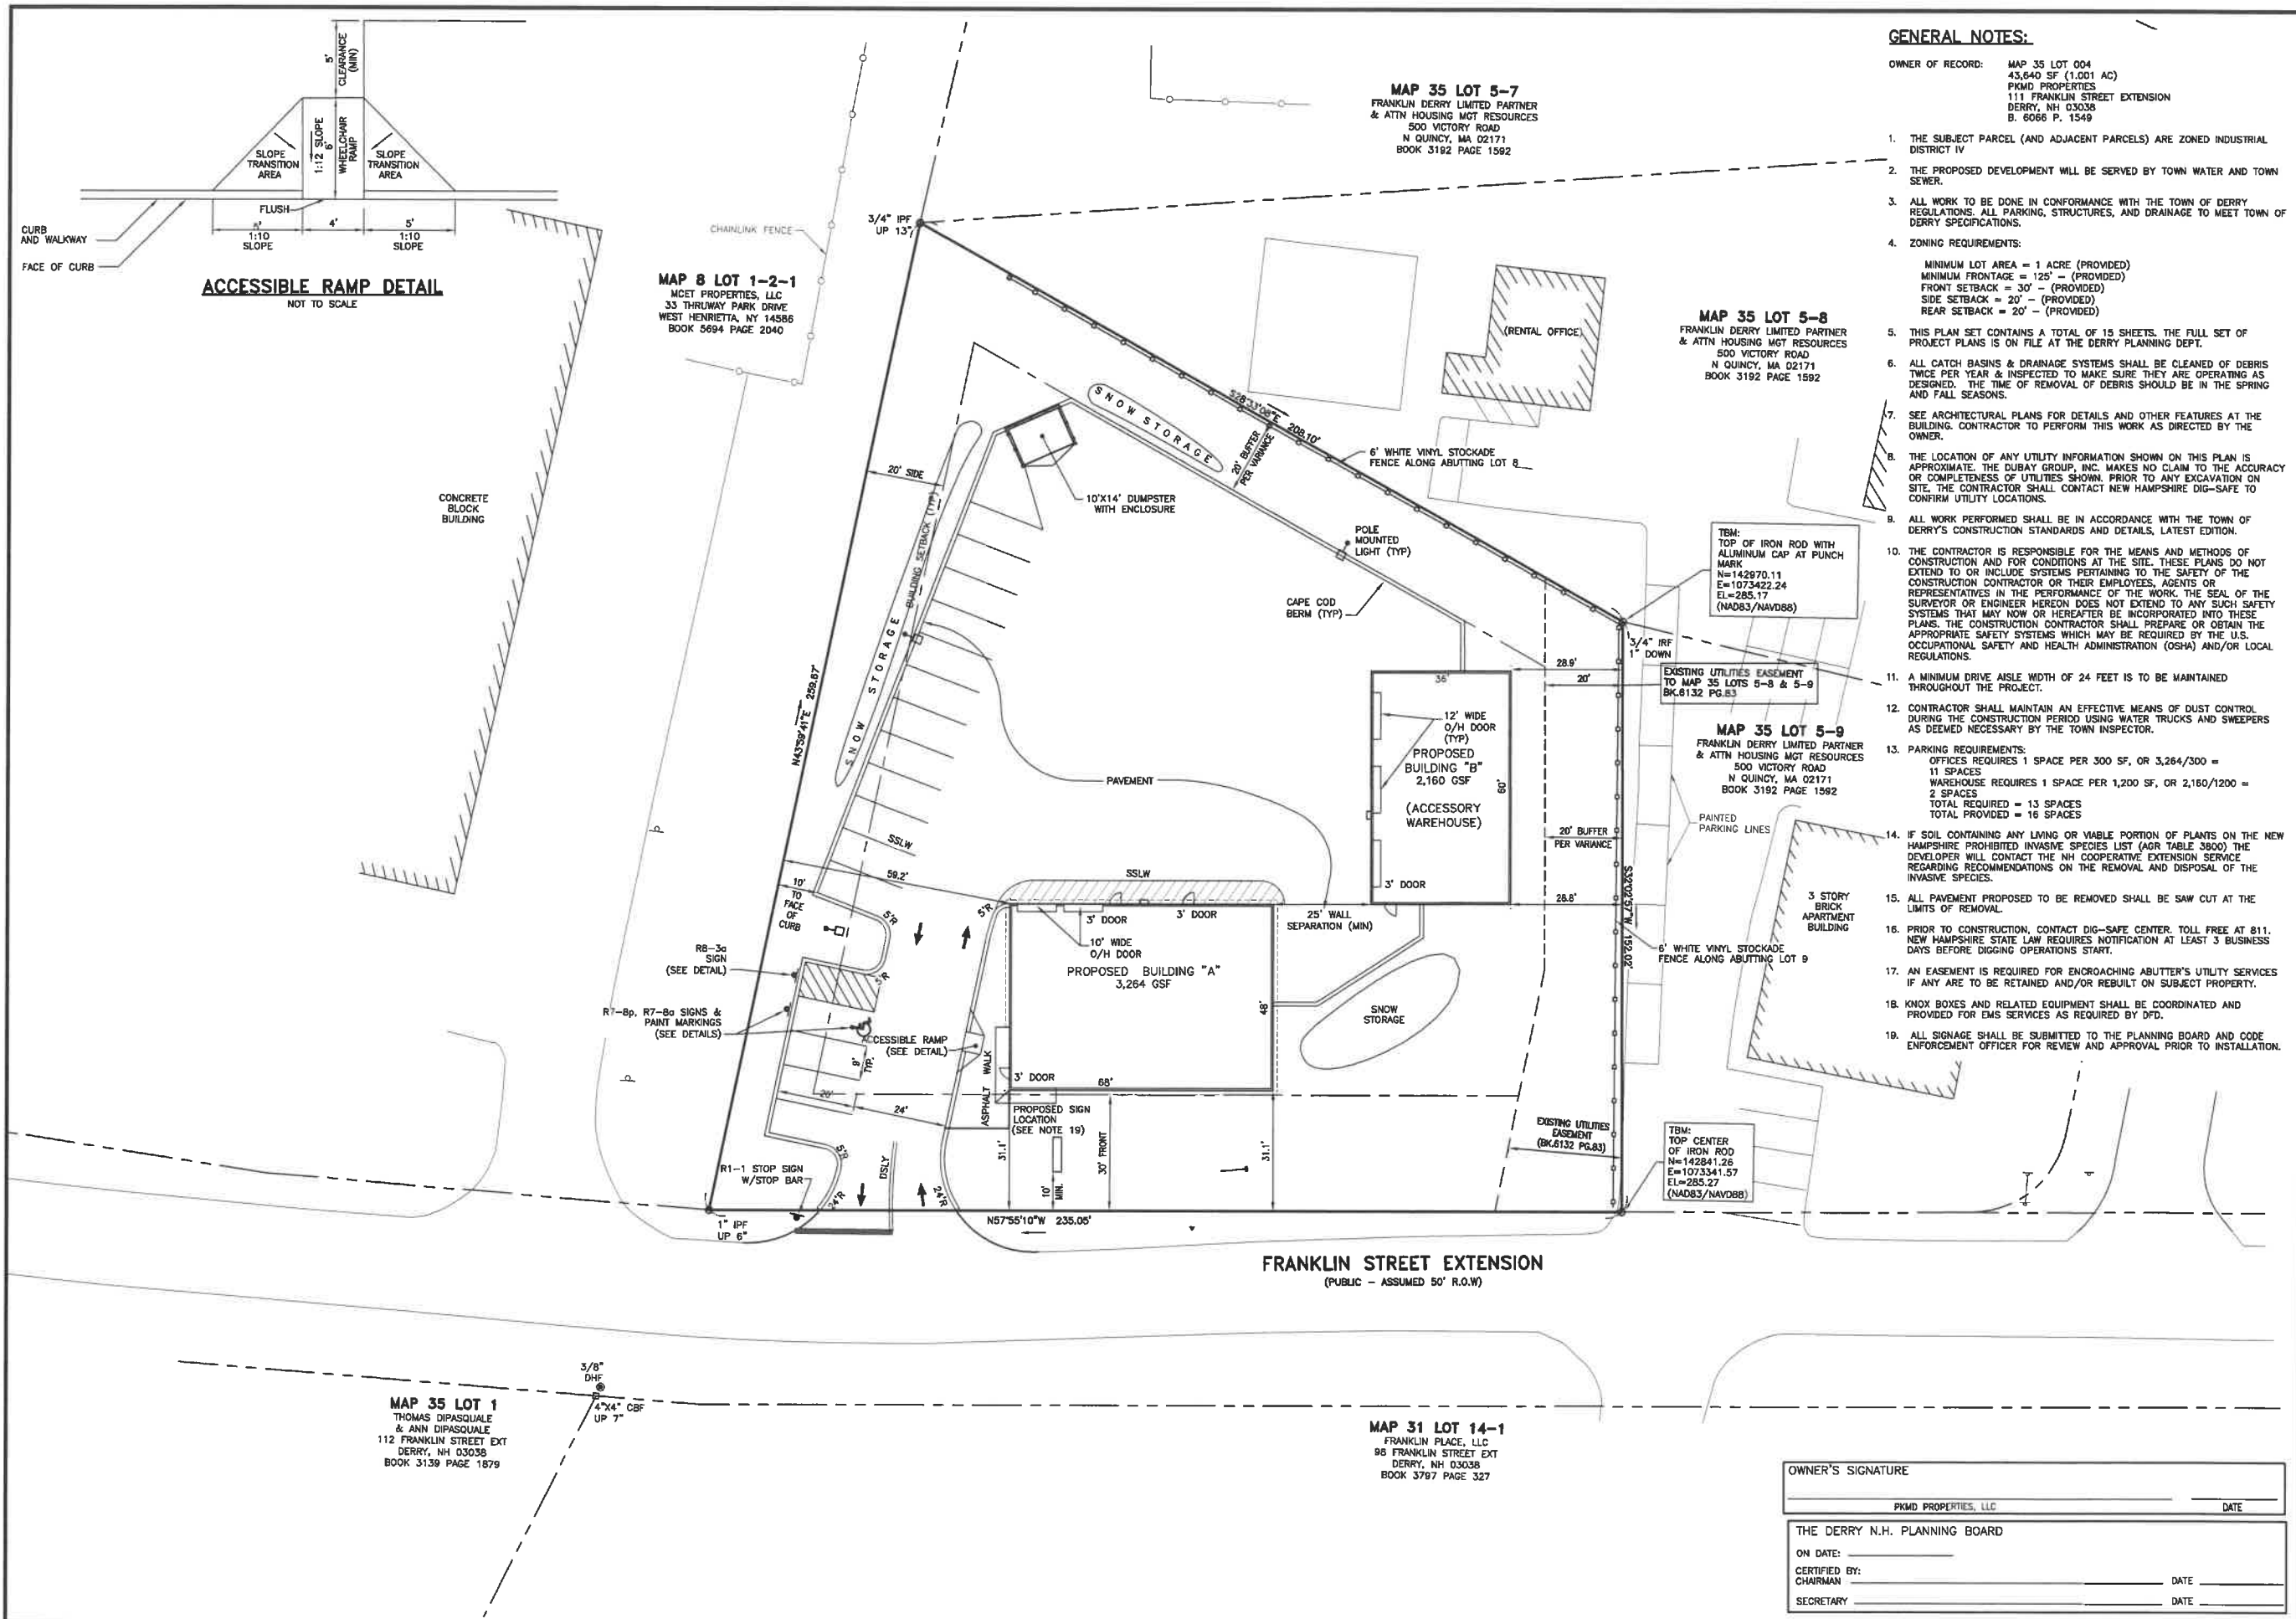 5'
CLEARANCE
(MIN)
1:12 SLOPE
6'
WHEELCHAIR
RAMP
SLOPE
TRANSITION
AREA
SLOPE
TRANSITION
AREA
FLUSH
5'
1:10
SLOPE
4'
5'
1:10
SLOPE
CURB
AND WALKWAY
FACE OF CURB
ACCESSIBLE RAMP DETAIL
NOT TO SCALE
CHAINLINK FENCE
3/4" IPF
UP 13"
MAP 8 LOT 1-2-1
MCET PROPERTIES, LLC
33 THRUWAY PARK DRIVE
WEST HENRIETTA, NY 14586
BOOK 5694 PAGE 2040
CONCRETE
BLOCK
BUILDING
MAP 35 LOT 5-7
FRANKLIN DERRY LIMITED PARTNER
& ATTN HOUSING MGT RESOURCES
500 VICTORY ROAD
N QUINCY, MA 02171
BOOK 3192 PAGE 1592
(RENTAL OFFICE)
MAP 35 LOT 5-8
FRANKLIN DERRY LIMITED PARTNER
& ATTN HOUSING MGT RESOURCES
500 VICTORY ROAD
N QUINCY, MA 02171
BOOK 3192 PAGE 1592
SNOW STORAGE
S28°33'08"E
208.10'
20' BUFFER
PER VARIANCE
6' WHITE VINYL STOCKADE
FENCE ALONG ABUTTING LOT 8
20' SIDE
BUILDING SETBACK (TYP)
10'X14' DUMPSTER
WITH ENCLOSURE
POLE
MOUNTED
LIGHT (TYP)
CAPE COD
BERM (TYP)
TBM:
TOP OF IRON ROD WITH
ALUMINUM CAP AT PUNCH
MARK
N=142970.11
E=1073422.24
EL=285.17
(NAD83/NAVD88)
3/4" IRF
1" DOWN
SNOW STORAGE
N43°59'41"E 259.87'
28.9'
20'
EXISTING UTILITIES EASEMENT
TO MAP 35 LOTS 5-8 & 5-9
BK.6132 PG.83
36'
12' WIDE
O/H DOOR
(TYP)
PROPOSED
BUILDING "B"
2,160 GSF
(ACCESSORY
WAREHOUSE)
60'
3' DOOR
PAVEMENT
MAP 35 LOT 5-9
FRANKLIN DERRY LIMITED PARTNER
& ATTN HOUSING MGT RESOURCES
500 VICTORY ROAD
N QUINCY, MA 02171
BOOK 3192 PAGE 1592
PAINTED
PARKING LINES
20' BUFFER
PER VARIANCE
S32°02'57"W 152.02'
26.8'
3 STORY
BRICK
APARTMENT
BUILDING
6' WHITE VINYL STOCKADE
FENCE ALONG ABUTTING LOT 9
SSLW
59.2'
SSLW
10'
TO
FACE
OF
CURB
5'R
5'R
5'R
3' DOOR
3' DOOR
10' WIDE
O/H DOOR
25' WALL
SEPARATION (MIN)
PROPOSED BUILDING "A"
3,264 GSF
48'
68'
3' DOOR
SNOW
STORAGE
R8-3a
SIGN
(SEE DETAIL)
R7-8p, R7-8a SIGNS &
PAINT MARKINGS
(SEE DETAILS)
ACCESSIBLE RAMP
(SEE DETAIL)
9'
TYP.
20'
24'
ASPHALT WALK
PROPOSED SIGN
LOCATION
(SEE NOTE 19)
31.1'
10'
MIN.
30' FRONT
31.1'
EXISTING UTILITIES
EASEMENT
(BK.6132 PG.83)
TBM:
TOP CENTER
OF IRON ROD
N=142841.26
E=1073341.57
EL=285.27
(NAD83/NAVD88)
R1-1 STOP SIGN
W/STOP BAR
5'R
24'R
DSLY
24'R
1" IPF
UP 6"
N57°55'10"W 235.05'
FRANKLIN STREET EXTENSION
(PUBLIC - ASSUMED 50' R.O.W)
3/8"
DHF
4"X4" CBF
UP 7"
MAP 35 LOT 1
THOMAS DIPASQUALE
& ANN DIPASQUALE
112 FRANKLIN STREET EXT
DERRY, NH 03038
BOOK 3139 PAGE 1879
MAP 31 LOT 14-1
FRANKLIN PLACE, LLC
98 FRANKLIN STREET EXT
DERRY, NH 03038
BOOK 3797 PAGE 327
GENERAL NOTES:
OWNER OF RECORD: MAP 35 LOT 004
43,640 SF (1.001 AC)
PKMD PROPERTIES
111 FRANKLIN STREET EXTENSION
DERRY, NH 03038
B. 6066 P. 1549
1. THE SUBJECT PARCEL (AND ADJACENT PARCELS) ARE ZONED INDUSTRIAL
DISTRICT IV
2. THE PROPOSED DEVELOPMENT WILL BE SERVED BY TOWN WATER AND TOWN
SEWER.
3. ALL WORK TO BE DONE IN CONFORMANCE WITH THE TOWN OF DERRY
REGULATIONS. ALL PARKING, STRUCTURES, AND DRAINAGE TO MEET TOWN OF
DERRY SPECIFICATIONS.
4. ZONING REQUIREMENTS:
MINIMUM LOT AREA = 1 ACRE (PROVIDED)
MINIMUM FRONTAGE = 125' - (PROVIDED)
FRONT SETBACK = 30' - (PROVIDED)
SIDE SETBACK = 20' - (PROVIDED)
REAR SETBACK = 20' - (PROVIDED)
5. THIS PLAN SET CONTAINS A TOTAL OF 15 SHEETS. THE FULL SET OF
PROJECT PLANS IS ON FILE AT THE DERRY PLANNING DEPT.
6. ALL CATCH BASINS & DRAINAGE SYSTEMS SHALL BE CLEANED OF DEBRIS
TWICE PER YEAR & INSPECTED TO MAKE SURE THEY ARE OPERATING AS
DESIGNED. THE TIME OF REMOVAL OF DEBRIS SHOULD BE IN THE SPRING
AND FALL SEASONS.
7. SEE ARCHITECTURAL PLANS FOR DETAILS AND OTHER FEATURES AT THE
BUILDING. CONTRACTOR TO PERFORM THIS WORK AS DIRECTED BY THE
OWNER.
8. THE LOCATION OF ANY UTILITY INFORMATION SHOWN ON THIS PLAN IS
APPROXIMATE. THE DUBAY GROUP, INC. MAKES NO CLAIM TO THE ACCURACY
OR COMPLETENESS OF UTILITIES SHOWN. PRIOR TO ANY EXCAVATION ON
SITE, THE CONTRACTOR SHALL CONTACT NEW HAMPSHIRE DIG-SAFE TO
CONFIRM UTILITY LOCATIONS.
9. ALL WORK PERFORMED SHALL BE IN ACCORDANCE WITH THE TOWN OF
DERRY'S CONSTRUCTION STANDARDS AND DETAILS, LATEST EDITION.
10. THE CONTRACTOR IS RESPONSIBLE FOR THE MEANS AND METHODS OF
CONSTRUCTION AND FOR CONDITIONS AT THE SITE. THESE PLANS DO NOT
EXTEND TO OR INCLUDE SYSTEMS PERTAINING TO THE SAFETY OF THE
CONSTRUCTION CONTRACTOR OR THEIR EMPLOYEES, AGENTS OR
REPRESENTATIVES IN THE PERFORMANCE OF THE WORK. THE SEAL OF THE
SURVEYOR OR ENGINEER HEREON DOES NOT EXTEND TO ANY SUCH SAFETY
SYSTEMS THAT MAY NOW OR HEREAFTER BE INCORPORATED INTO THESE
PLANS. THE CONSTRUCTION CONTRACTOR SHALL PREPARE OR OBTAIN THE
APPROPRIATE SAFETY SYSTEMS WHICH MAY BE REQUIRED BY THE U.S.
OCCUPATIONAL SAFETY AND HEALTH ADMINISTRATION (OSHA) AND/OR LOCAL
REGULATIONS.
11. A MINIMUM DRIVE AISLE WIDTH OF 24 FEET IS TO BE MAINTAINED
THROUGHOUT THE PROJECT.
12. CONTRACTOR SHALL MAINTAIN AN EFFECTIVE MEANS OF DUST CONTROL
DURING THE CONSTRUCTION PERIOD USING WATER TRUCKS AND SWEEPERS
AS DEEMED NECESSARY BY THE TOWN INSPECTOR.
13. PARKING REQUIREMENTS:
OFFICES REQUIRES 1 SPACE PER 300 SF, OR 3,264/300 =
11 SPACES
WAREHOUSE REQUIRES 1 SPACE PER 1,200 SF, OR 2,160/1200 =
2 SPACES
TOTAL REQUIRED = 13 SPACES
TOTAL PROVIDED = 16 SPACES
14. IF SOIL CONTAINING ANY LIVING OR VIABLE PORTION OF PLANTS ON THE NEW
HAMPSHIRE PROHIBITED INVASIVE SPECIES LIST (AGR TABLE 3800) THE
DEVELOPER WILL CONTACT THE NH COOPERATIVE EXTENSION SERVICE
REGARDING RECOMMENDATIONS ON THE REMOVAL AND DISPOSAL OF THE
INVASIVE SPECIES.
15. ALL PAVEMENT PROPOSED TO BE REMOVED SHALL BE SAW CUT AT THE
LIMITS OF REMOVAL.
16. PRIOR TO CONSTRUCTION, CONTACT DIG-SAFE CENTER. TOLL FREE AT 811.
NEW HAMPSHIRE STATE LAW REQUIRES NOTIFICATION AT LEAST 3 BUSINESS
DAYS BEFORE DIGGING OPERATIONS START.
17. AN EASEMENT IS REQUIRED FOR ENCROACHING ABUTTER'S UTILITY SERVICES
IF ANY ARE TO BE RETAINED AND/OR REBUILT ON SUBJECT PROPERTY.
18. KNOX BOXES AND RELATED EQUIPMENT SHALL BE COORDINATED AND
PROVIDED FOR EMS SERVICES AS REQUIRED BY DFD.
19. ALL SIGNAGE SHALL BE SUBMITTED TO THE PLANNING BOARD AND CODE
ENFORCEMENT OFFICER FOR REVIEW AND APPROVAL PRIOR TO INSTALLATION.
OWNER'S SIGNATURE
PKMD PROPERTIES, LLC DATE
THE DERRY N.H. PLANNING BOARD
ON DATE:
CERTIFIED BY:
CHAIRMAN DATE
SECRETARY DATE